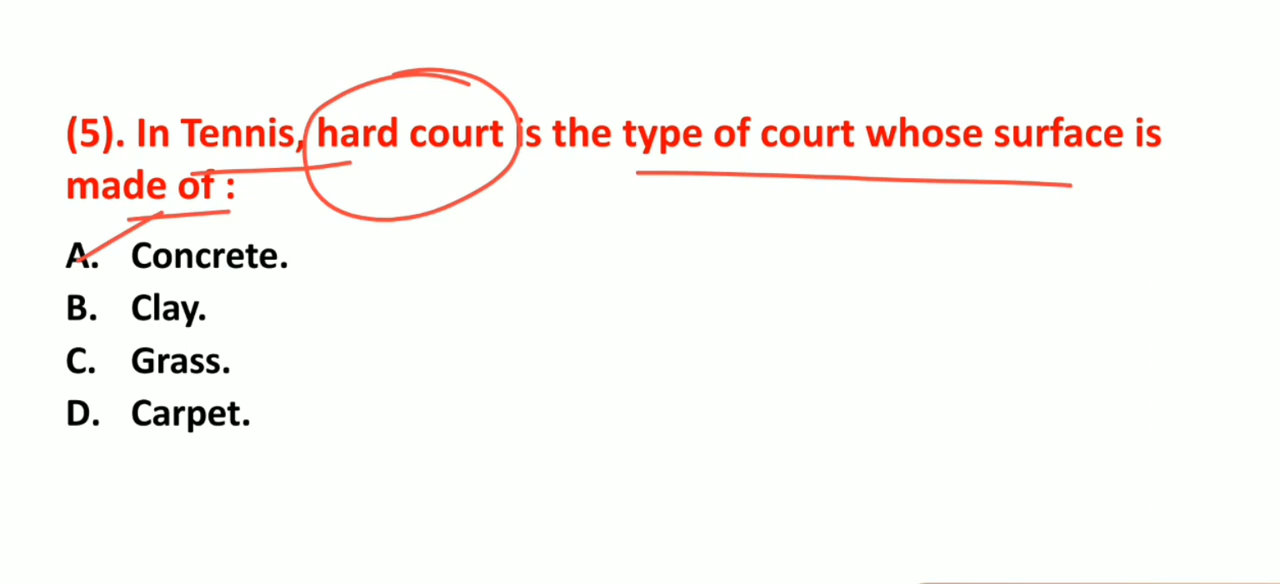 (5). In Tennis, hard court is the type of court whose surface is
made of :
A. Concrete.
B. Clay.
C. Grass.
D. Carpet.